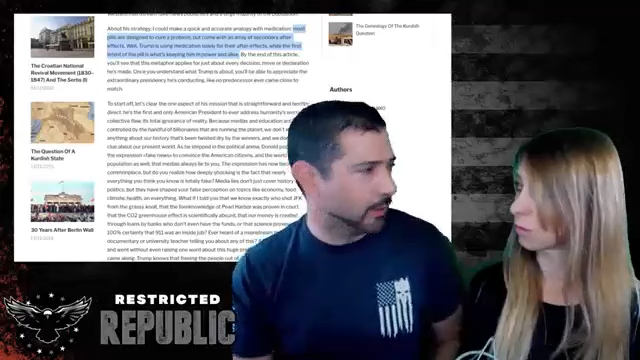 The Croatian
National Revival
Movement (1830-
1847) And The Serbs (I)
The Question Of A
Kurdish State
30 Years After Berlin Wall
About his strategy, I could make a quick and accurate analogy with medication: most
pills are designed to cure a problem, but come with an array of secondary after
effects. Well, Trump is using medication solely for their after-effects, while the first
intent of the pill is what's keeping him in power and alive. By the end of this article,
you'll see that this metaphor applies for just about every decision, move or declaration
he's made. Once you understand what Trump is about, you'll be able to appreciate the
extraordinary presidency he's conducting, like no predecessor ever came close to
match.
To start off, let's clear the one aspect of his mission that is straightforward and
direct: he's the first and only American President to ever address humanity's
collective flaw, its total ignorance of reality. Because medias and education are
controlled by the handful of billionaires that are running the planet, we don't
anything about our history that's been twisted dry by the winners, and we
clue about our present world. As he stepped in the political arena, Donald
the expression «fake news» to convince the American citizens, and the
population as well, that medias always lie to you. The expression has now
commonplace, but do you realize how deeply shocking is the fact that nearly
everything you think you know is totally fake? Media lies don't just cover history
politics, but they have shaped your false perception on topics like economy, food,
climate, health, on everything. What if I told you that we know exactly who shot JFK
from the grassy knoll, that the foreknowledge of Pearl Harbor was proven in court,
that the CO2 greenhouse effect is scientifically absurd, that our money is created
through loans by banks who don't even have the funds, or that science proves
100% certainty that 911 was an inside job? Ever heard of a mainstream
documentary or university teacher telling you about any of this?
and went without even raising one word about this huge
came along. Trump knows that freeing the people out of
The Genealogy Of The Kurdish
Question
Authors
RESTRICTED
REPUBLIC